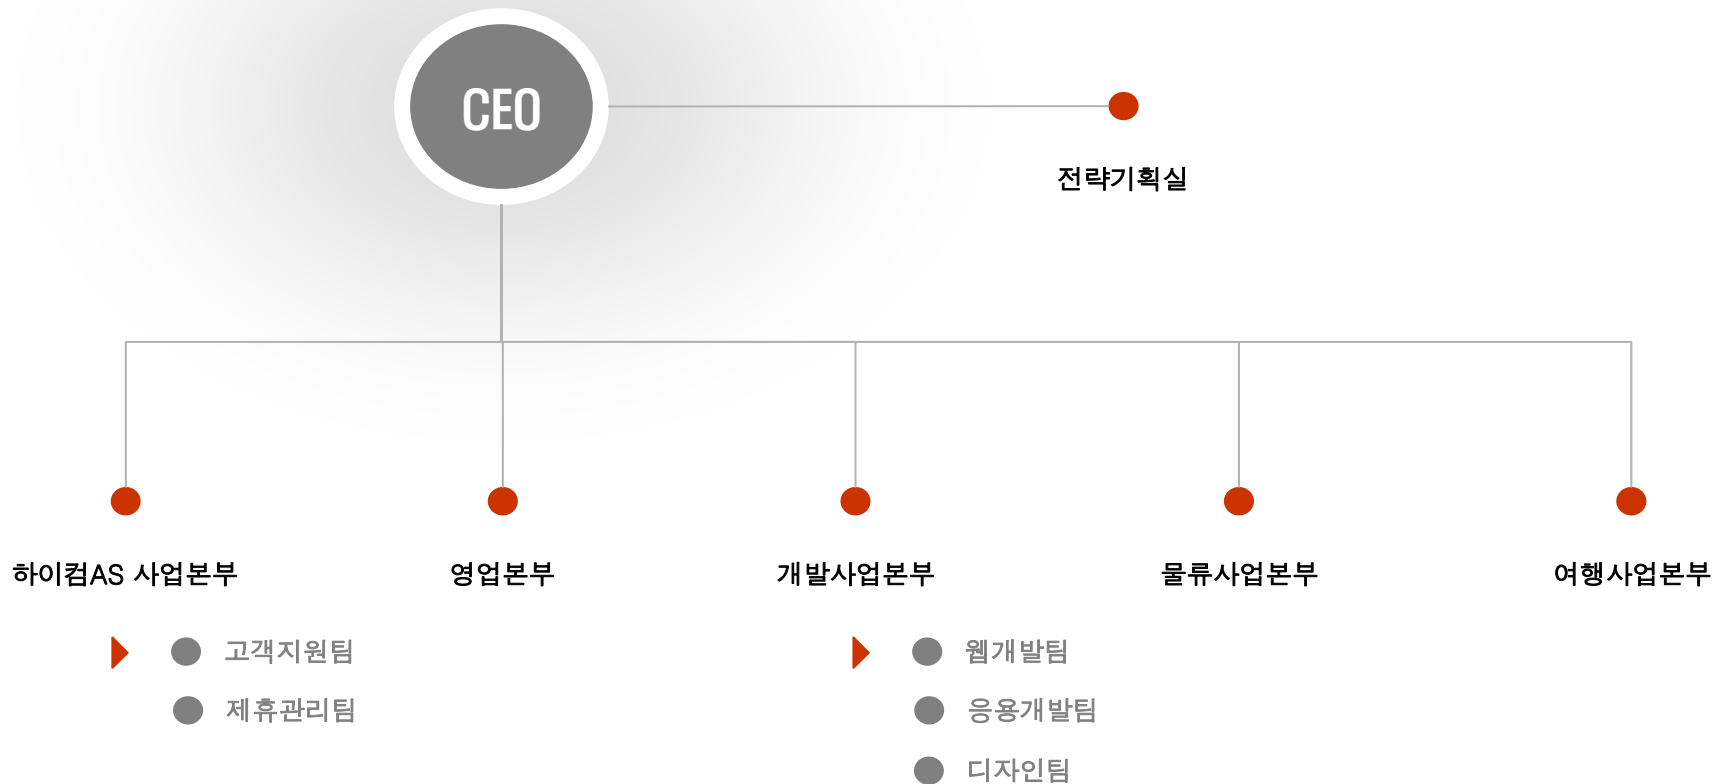 CEO
전략기획실
하이컴AS 사업본부
영업본부
개발사업본부
물류사업본부
여행사업본부
고객지원팀
제휴관리팀
웹개발팀
응용개발팀
디자인팀